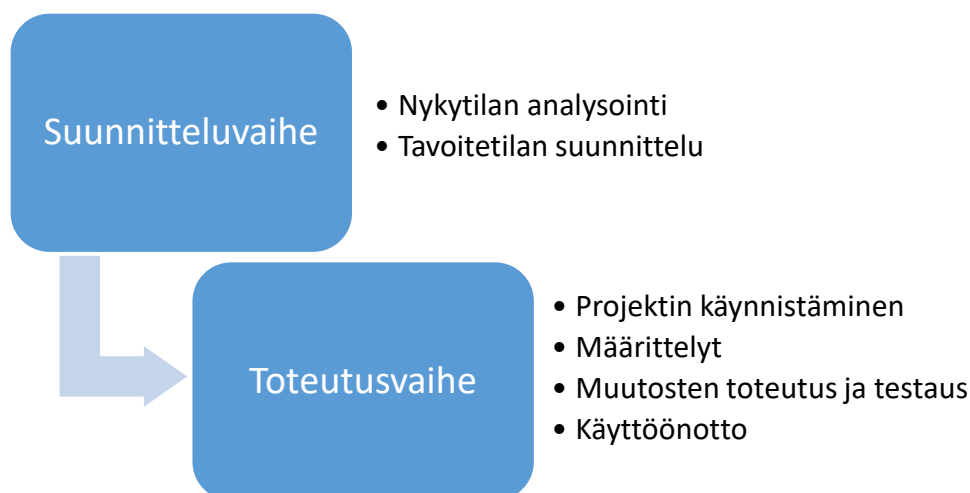 Suunnitteluvaihe
• Nykytilan analysointi
• Tavoitetilan suunnittelu
Toteutusvaihe
• Projektin käynnistäminen
• Määrittelyt
• Muutosten toteutus ja testaus
• Käyttöönotto